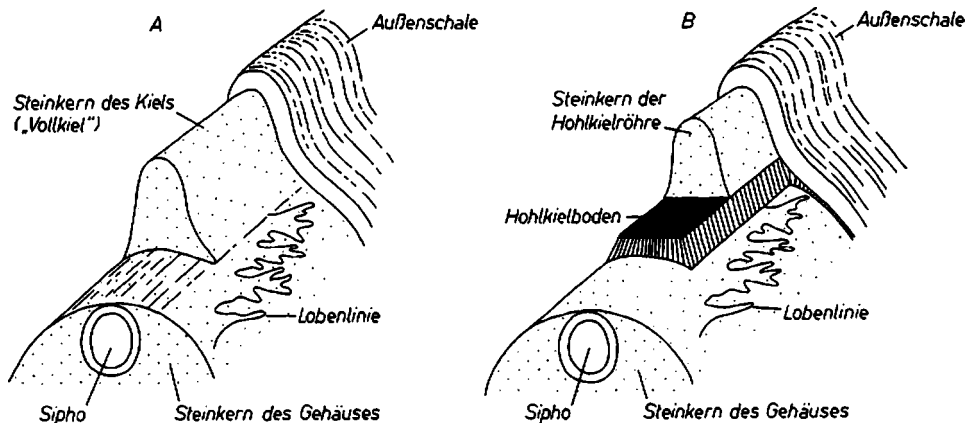 A
Außenschale
Steinkern des Kiels
(„Vollkiel")
Lobenlinie
Sipho
Steinkern des Gehäuses
B
Außenschale
Steinkern der
Hohlkielröhre
Hohlkielboden
Lobenlinie
Sipho
Steinkern des Gehäuses